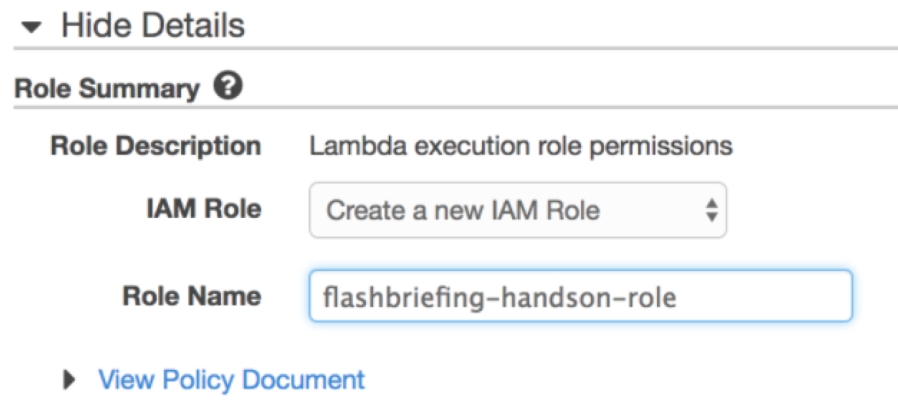 Hide Details
Role Summary ?
Role Description Lambda execution role permissions
IAM Role Create a new IAM Role
Role Name flashbriefing-handson-role
View Policy Document